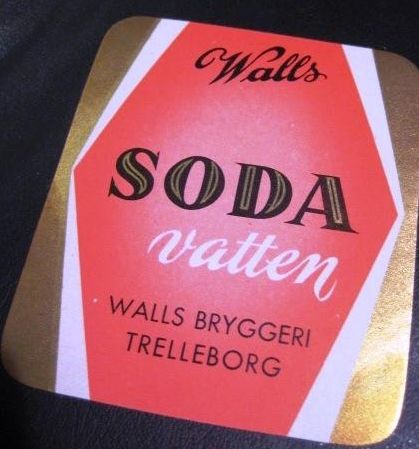 Walls
SODA
vatten
WALLS BRYGGERI
TRELLEBORG